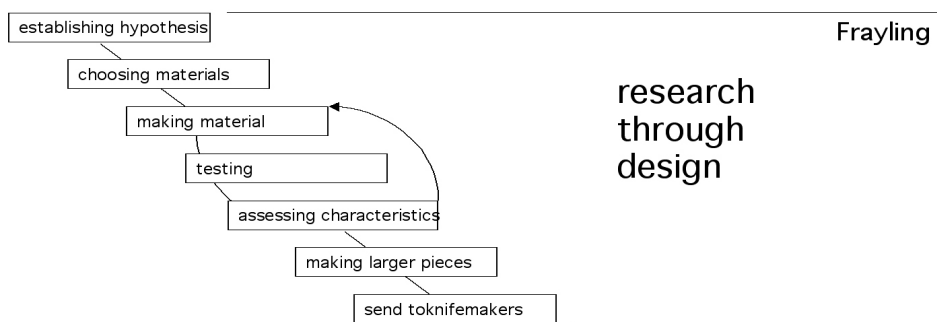 establishing hypothesis
Frayling
choosing materials
research
through
design
making material
testing
assessing characteristics
making larger pieces
send toknifemakers